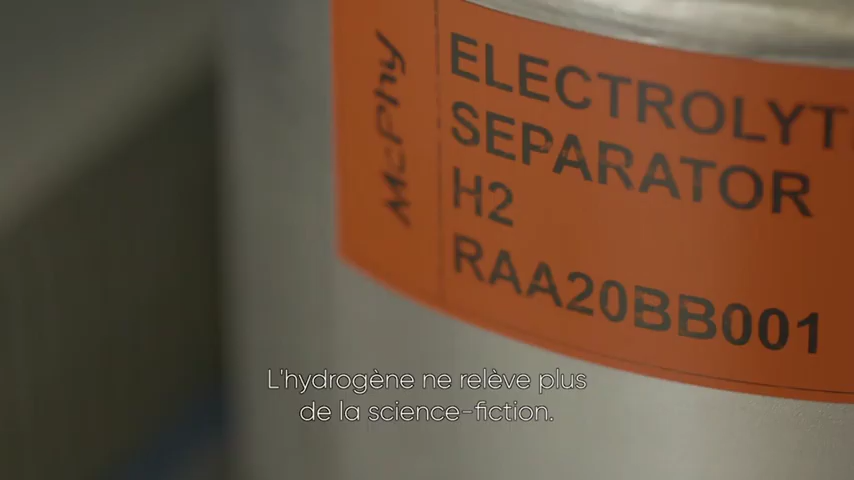 McPhy
ELECTROLYT
SEPARATOR
H2
RAA20BB001
L'hydrogène ne relève plus
de la science-fiction.